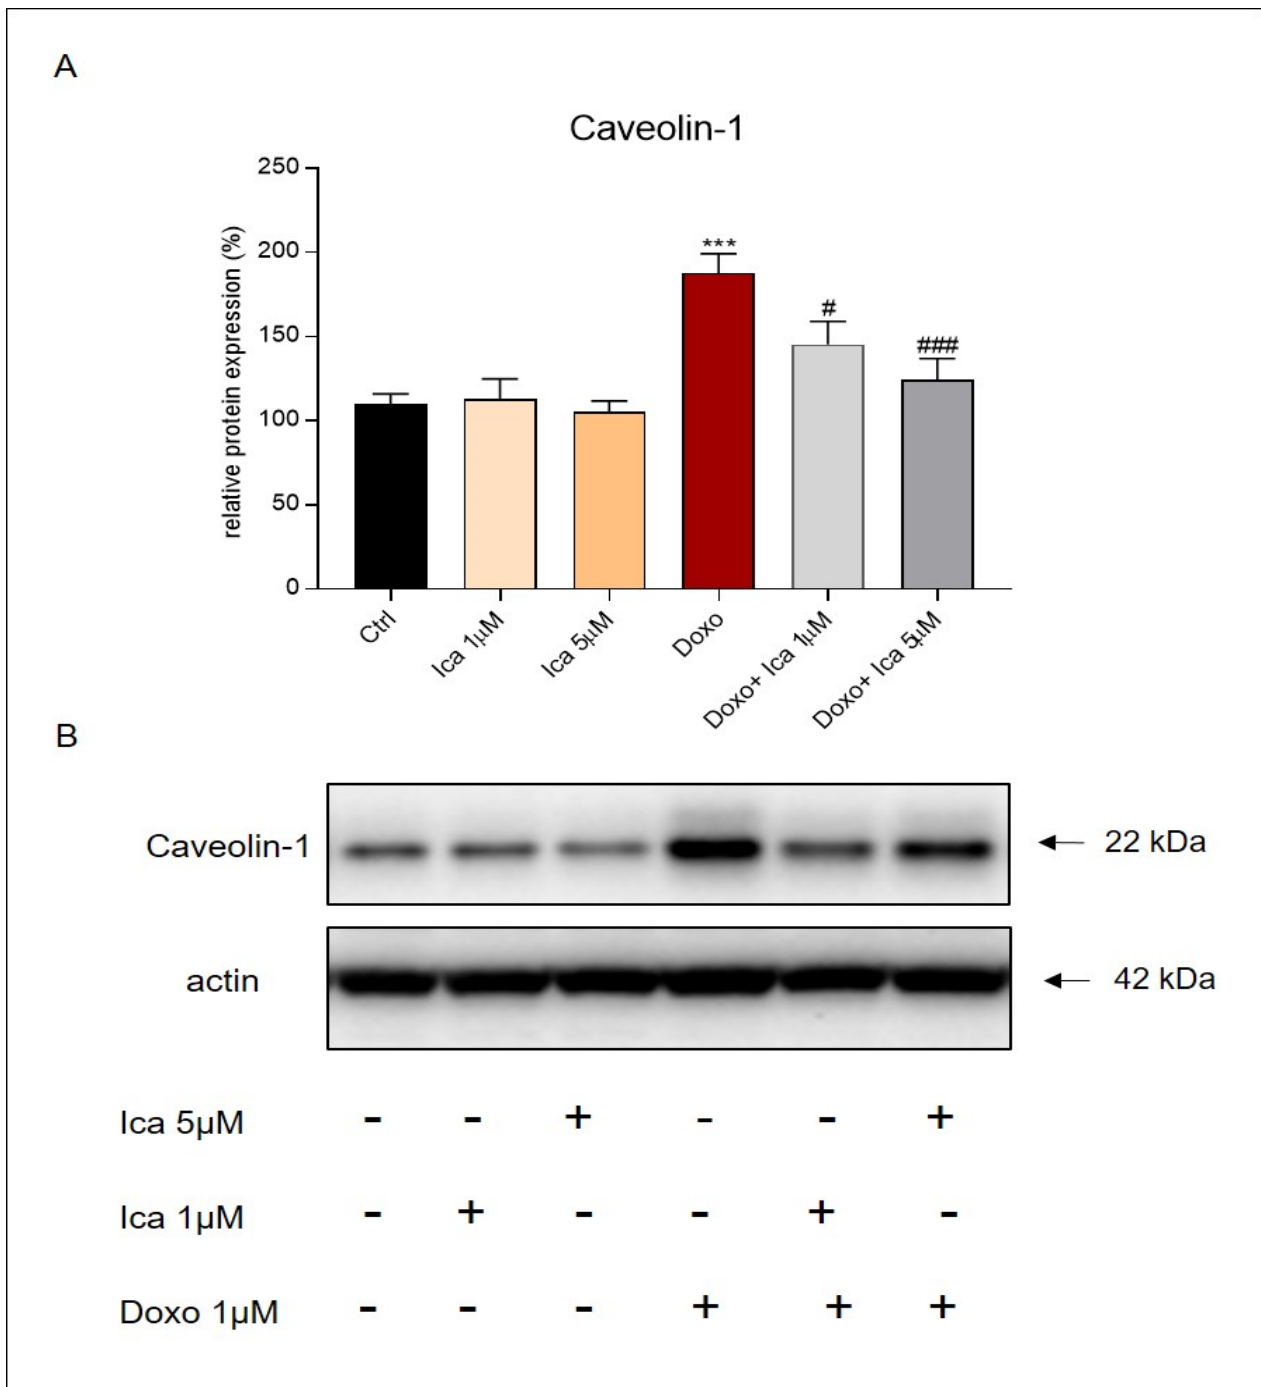 A
Caveolin-1
relative protein expression (%)
250
200
150
100
50
0
***
#
###
Ctrl
Ica 1µM
Ica 5µM
Doxo
Doxo+ Ica 1µM
Doxo+ Ica 5µM
B
Caveolin-1 22 kDa
actin 42 kDa
Ica 5µM - - + - - +
Ica 1µM - + - - + -
Doxo 1µM - - - + + +